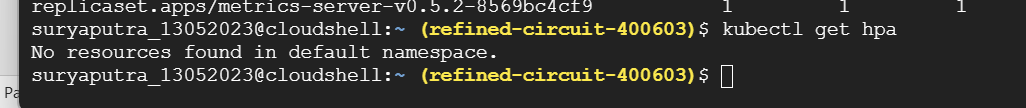 replicaset.apps/metrics-server-v0.5.2-8569bc4cf9 1 1 1
suryaputra_13052023@cloudshell:~ (refined-circuit-400603)$ kubectl get hpa
No resources found in default namespace.
suryaputra_13052023@cloudshell:~ (refined-circuit-400603)$
Pa